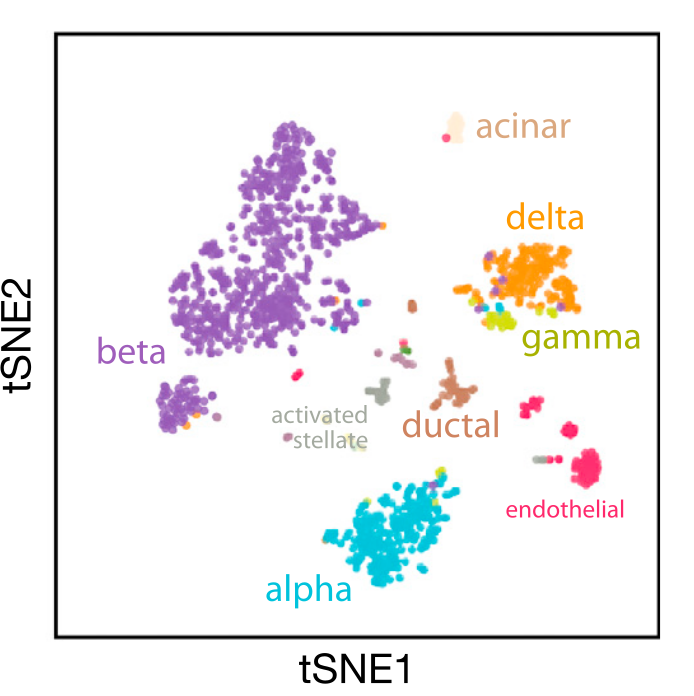 acinar
delta
gamma
beta
activated
stellate
ductal
endothelial
alpha
tSNE2
tSNE1